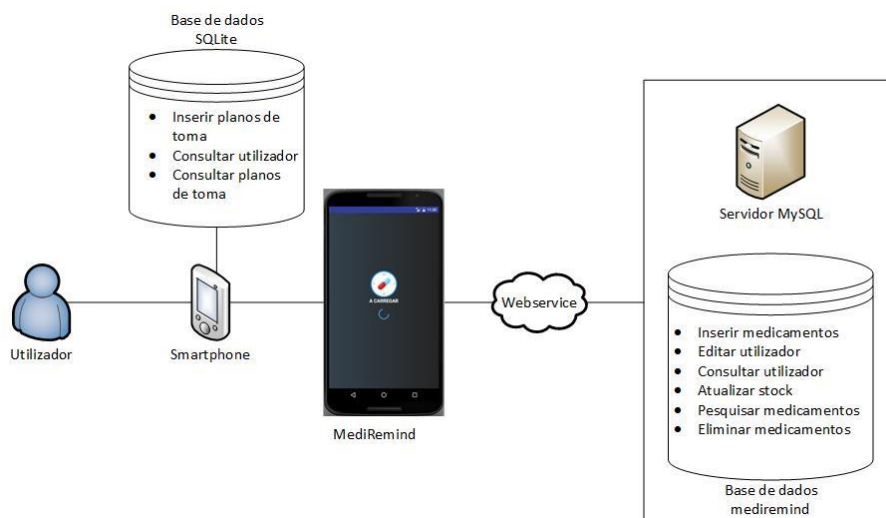 Base de dados
SQLite
Inserir planos de
toma
Consultar utilizador
Consultar planos
de toma
Utilizador
Smartphone
A CARREGAR
MediRemind
Webservice
Servidor MySQL
Inserir medicamentos
Editar utilizador
Consultar utilizador
Atualizar stock
Pesquisar medicamentos
Eliminar medicamentos
Base de dados
mediremind